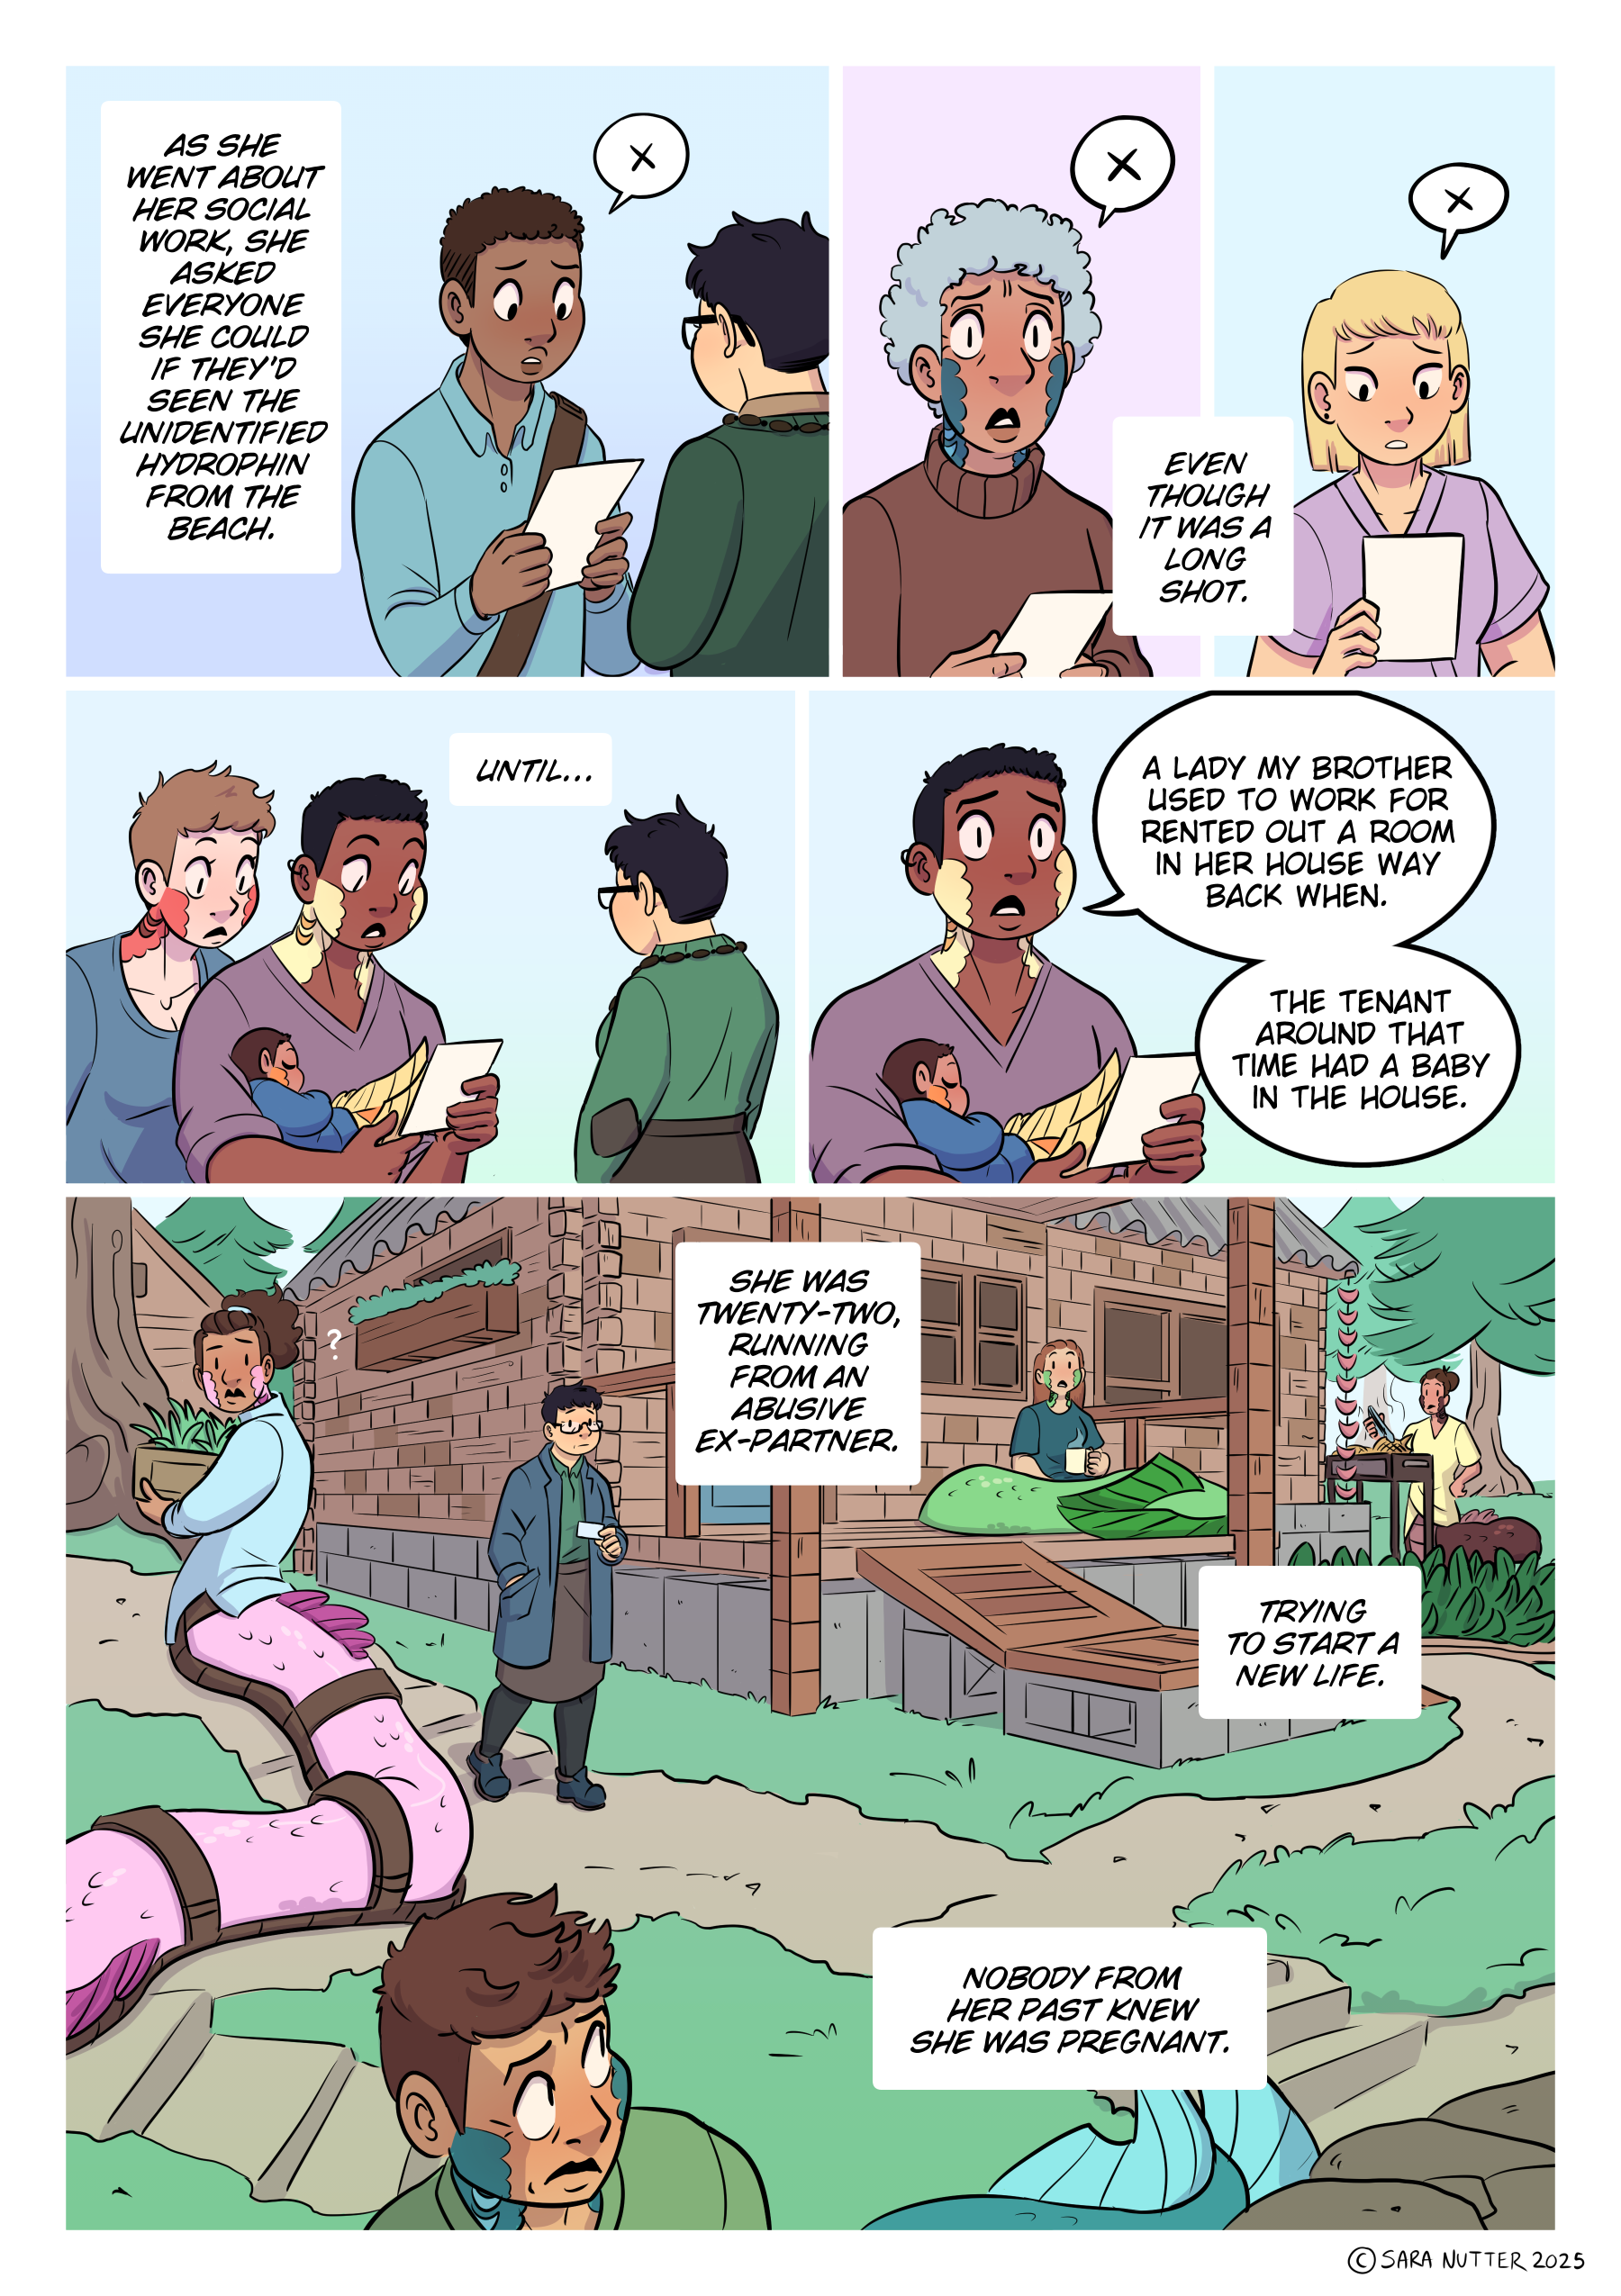 AS SHE
WENT ABOUT
HER SOCIAL
WORK, SHE
ASKED
EVERYONE
SHE COULD
IF THEY'D
SEEN THE
UNIDENTIFIED
HYDROPHIN
FROM THE
BEACH.
X
X
X
EVEN
THOUGH
IT WAS A
LONG
SHOT.
UNTIL...
A LADY MY BROTHER
USED TO WORK FOR
RENTED OUT A ROOM
IN HER HOUSE WAY
BACK WHEN.
THE TENANT
AROUND THAT
TIME HAD A BABY
IN THE HOUSE.
SHE WAS
TWENTY-TWO,
RUNNING
FROM AN
ABUSIVE
EX-PARTNER.
?
TRYING
TO START A
NEW LIFE.
NOBODY FROM
HER PAST KNEW
SHE WAS PREGNANT.
© SARA NUTTER 2025